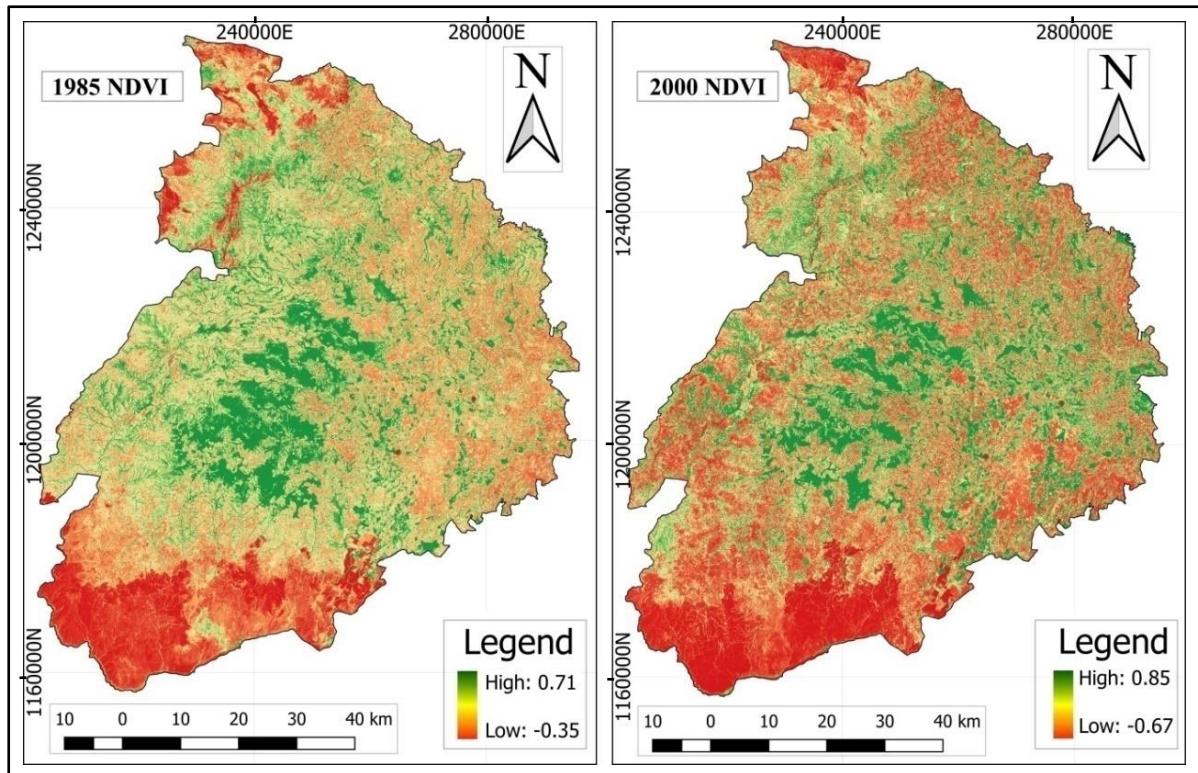 240000E 280000E
1985 NDVI
N
1240000N
1200000N
1160000N
Legend
High: 0.71
Low: -0.35
10 0 10 20 30 40 km
240000E 280000E
2000 NDVI
N
1240000N
1200000N
1160000N
Legend
High: 0.85
Low: -0.67
10 0 10 20 30 40 km